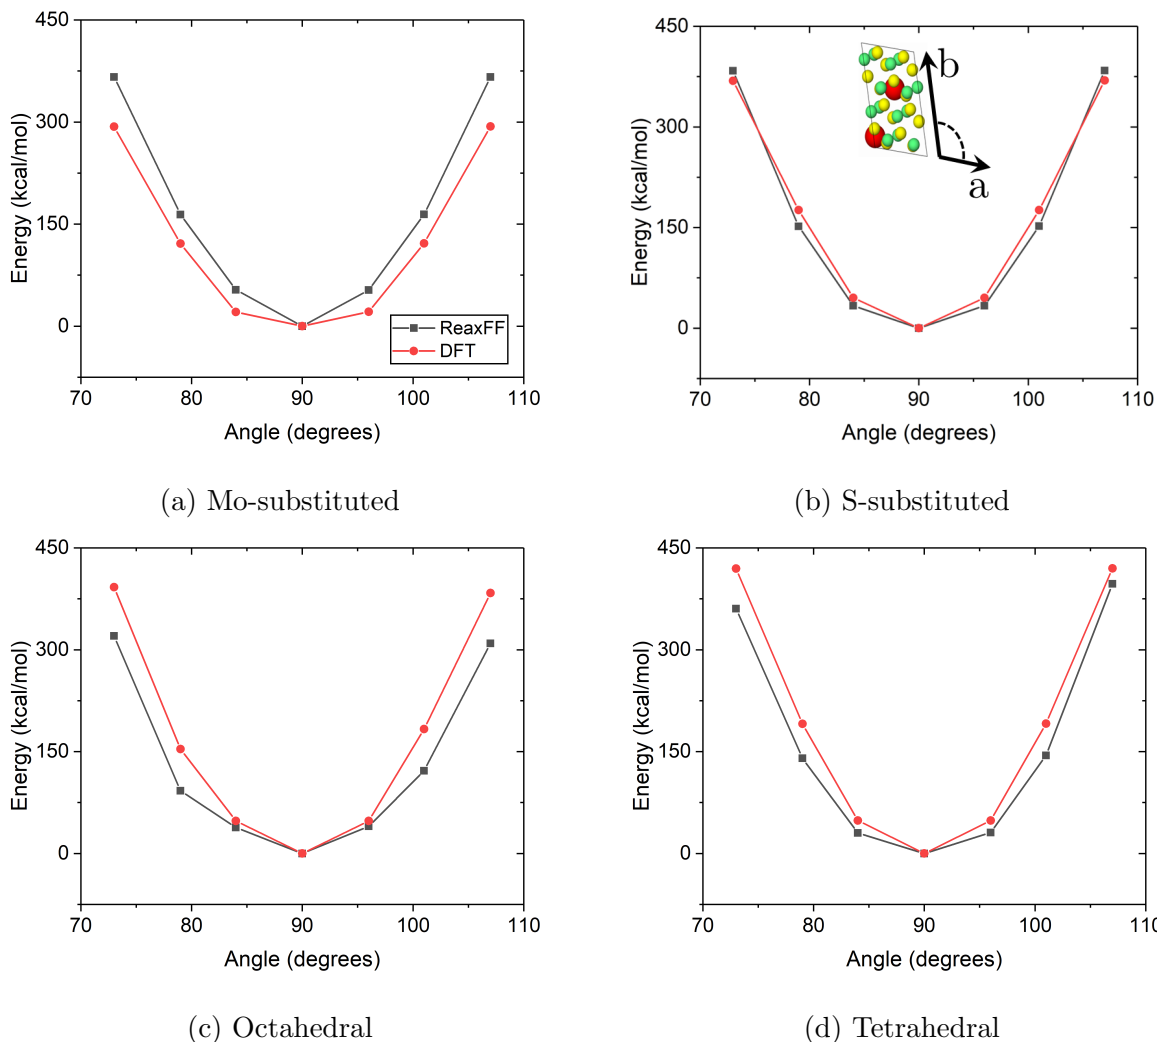 450
300
150
0
Energy (kcal/mol)
70 80 90 100 110
Angle (degrees)
ReaxFF
DFT
(a) Mo-substituted
450
300
150
0
Energy (kcal/mol)
b
a
70 80 90 100 110
Angle (degrees)
(b) S-substituted
450
300
150
0
Energy (kcal/mol)
70 80 90 100 110
Angle (degrees)
(c) Octahedral
450
300
150
0
Energy (kcal/mol)
70 80 90 100 110
Angle (degrees)
(d) Tetrahedral